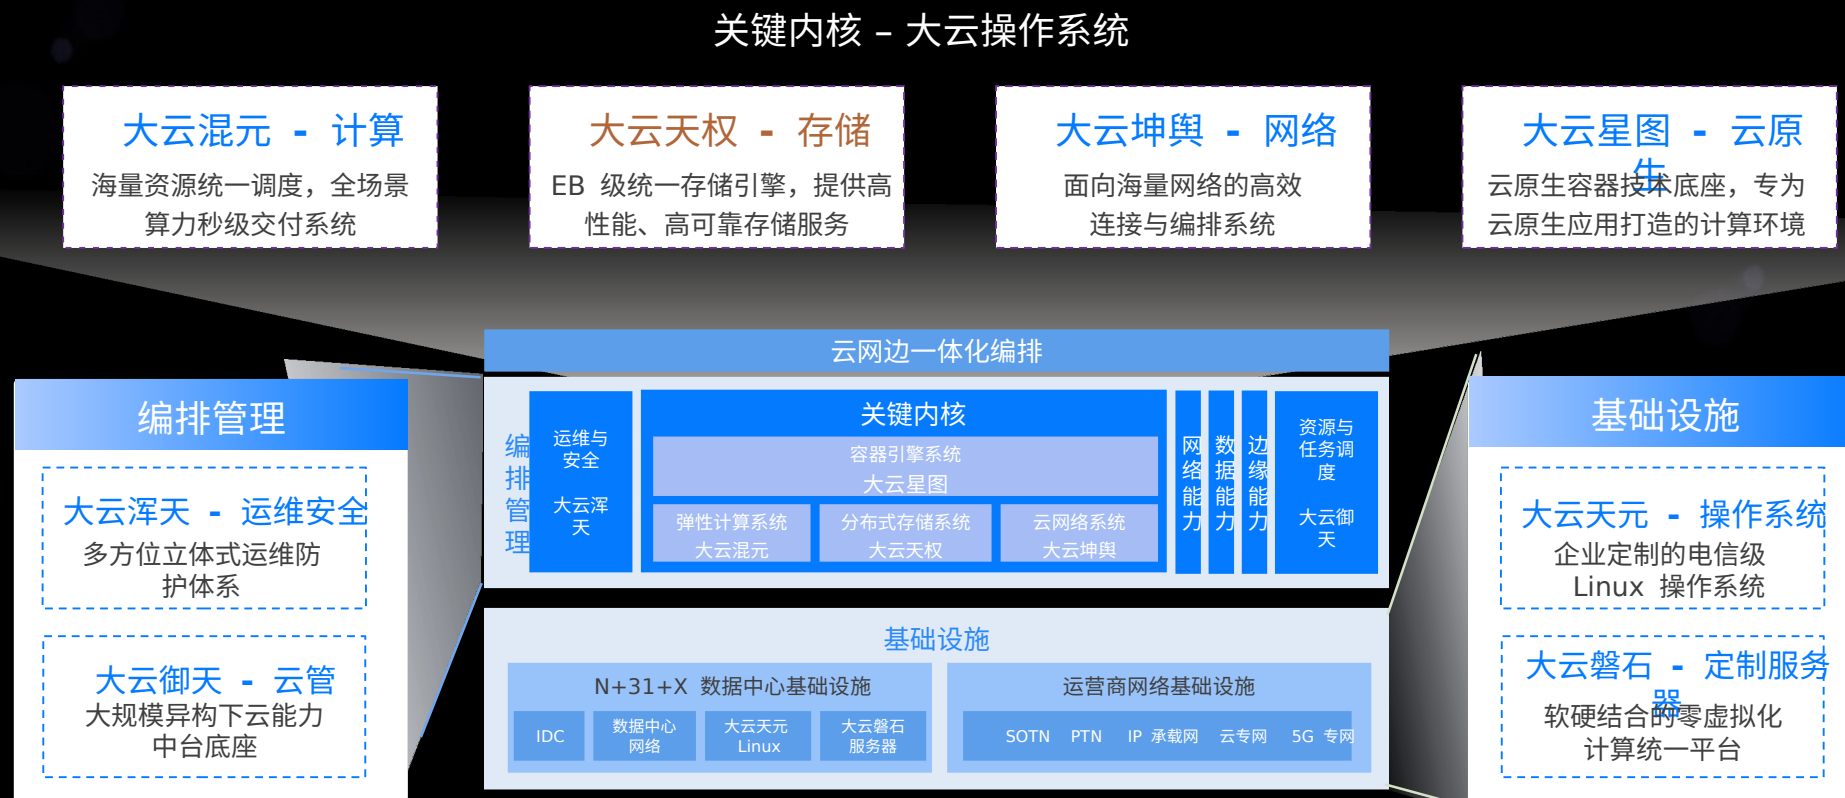 关键内核 – 大云操作系统
大云混元 - 计算
海量资源统一调度，全场景
算力秒级交付系统
大云天权 - 存储
EB 级统一存储引擎，提供高
性能、高可靠存储服务
大云坤舆 - 网络
面向海量网络的高效
连接与编排系统
大云星图 - 云原
生
云原生容器技术底座，专为
云原生应用打造的计算环境
云网边一体化编排
编排管理
大云浑天 - 运维安全
多方位立体式运维防
护体系
大云御天 - 云管
大规模异构下云能力
中台底座
编排管理
运维与
安全
大云浑
天
关键内核
容器引擎系统
大云星图
弹性计算系统
大云混元
分布式存储系统
大云天权
云网络系统
大云坤舆
网络能力
数据能力
边缘能力
资源与
任务调
度
大云御
天
基础设施
N+31+X 数据中心基础设施
IDC
数据中心
网络
大云天元
Linux
大云磐石
服务器
运营商网络基础设施
SOTN PTN IP 承载网 云专网 5G 专网
基础设施
大云天元 - 操作系统
企业定制的电信级
Linux 操作系统
大云磐石 - 定制服务
器
软硬结合的零虚拟化
计算统一平台